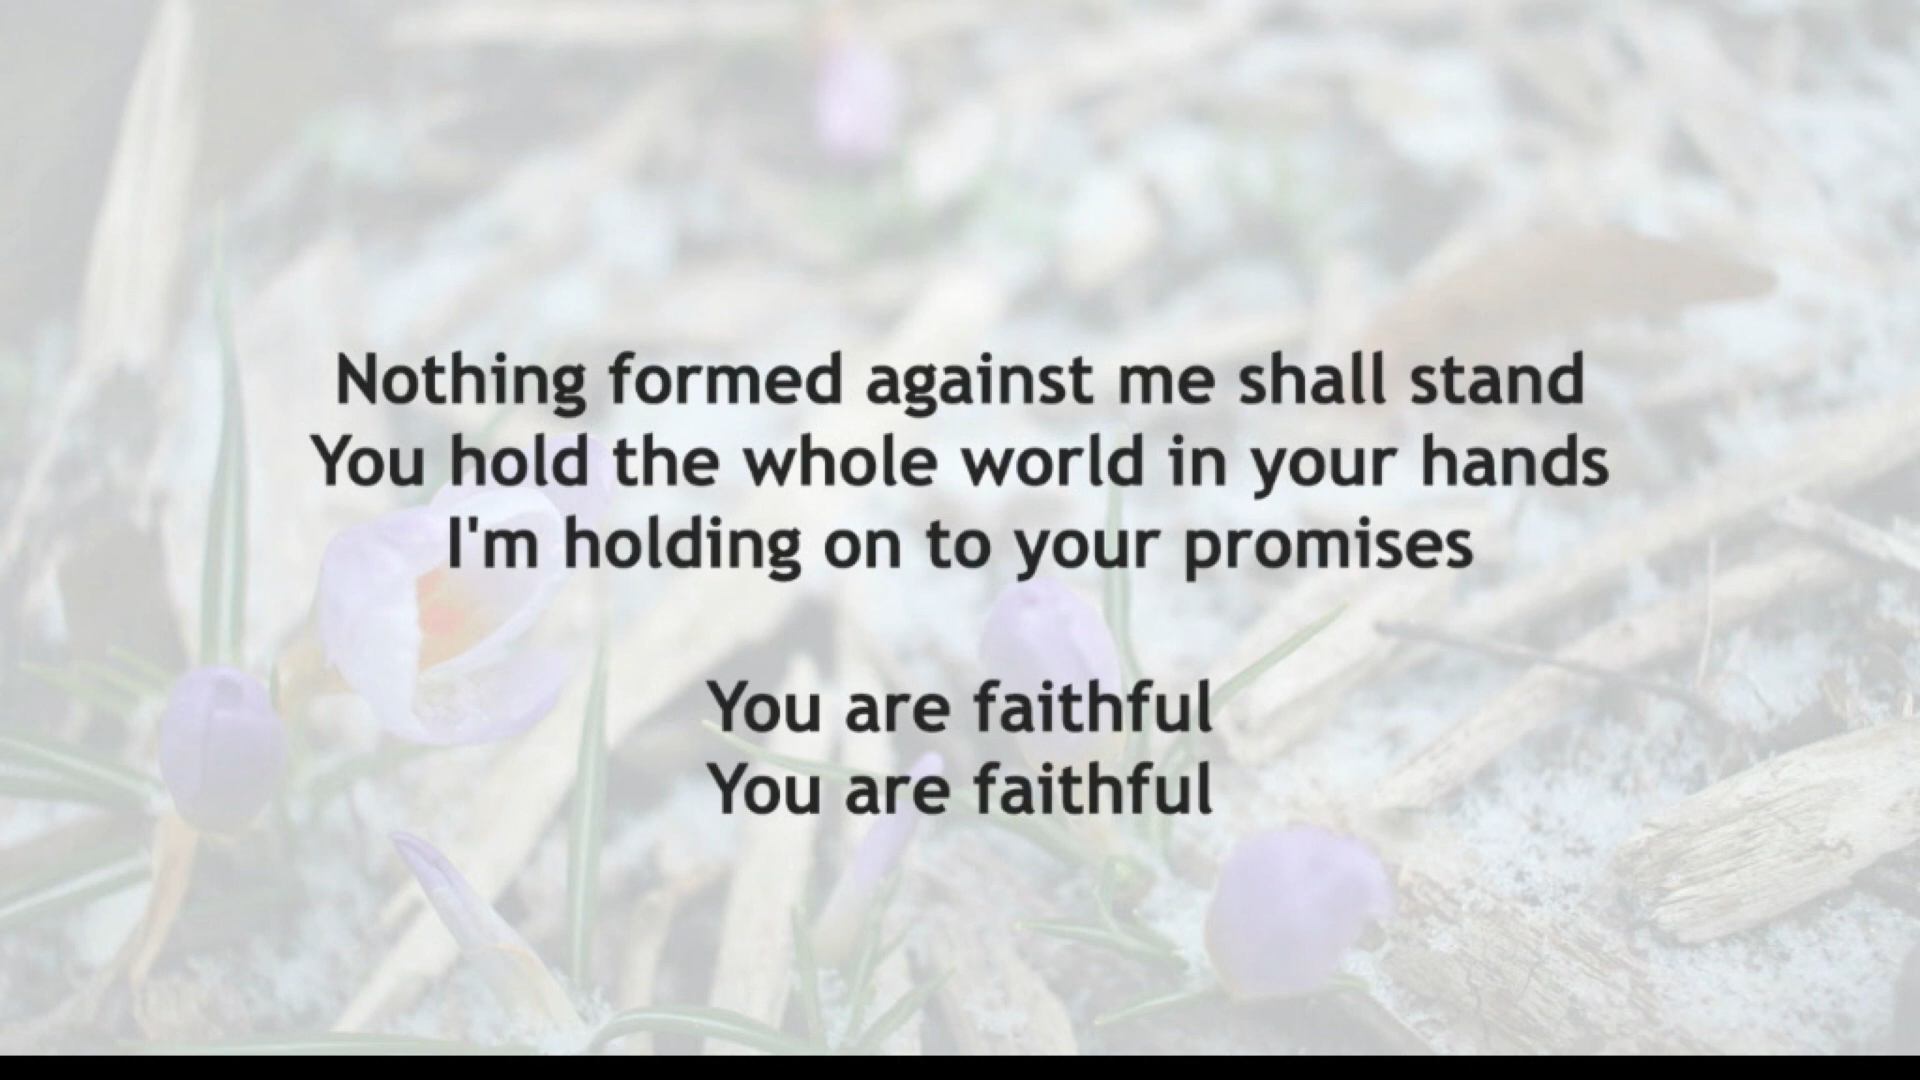 Nothing formed against me shall stand
You hold the whole world in your hands
I'm holding on to your promises
You are faithful
You are faithful